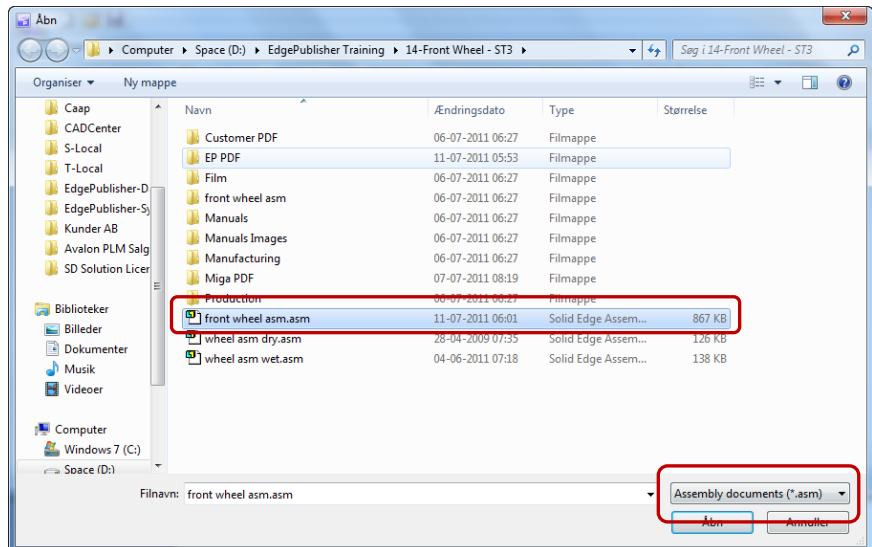 Åbn
Computer Space (D:) EdgePublisher Training 14-Front Wheel - ST3
Søg i 14-Front Wheel - ST3
Organiser Ny mappe
Caap
CADCenter
S-Local
T-Local
EdgePublisher-D
EdgePublisher-Sy
Kunder AB
Avalon PLM Salg
SD Solution Licer
Biblioteker
Billeder
Dokumenter
Musik
Videoer
Computer
Windows 7 (C:)
Space (D:)
Navn Ændringsdato Type Størrelse
Customer PDF 06-07-2011 06:27 Filmappe
EP PDF 11-07-2011 05:53 Filmappe
Film 06-07-2011 06:27 Filmappe
front wheel asm 06-07-2011 06:27 Filmappe
Manuals 06-07-2011 06:27 Filmappe
Manuals Images 06-07-2011 06:27 Filmappe
Manufacturing 06-07-2011 06:27 Filmappe
Miga PDF 07-07-2011 08:19 Filmappe
Production 06-07-2011 06:27 Filmappe
front wheel asm.asm 11-07-2011 06:01 Solid Edge Assem... 867 KB
wheel asm dry.asm 28-04-2009 07:35 Solid Edge Assem... 126 KB
wheel asm wet.asm 04-06-2011 07:18 Solid Edge Assem... 138 KB
Filnavn: front wheel asm.asm
Assembly documents (*.asm)
Åbn Annuller